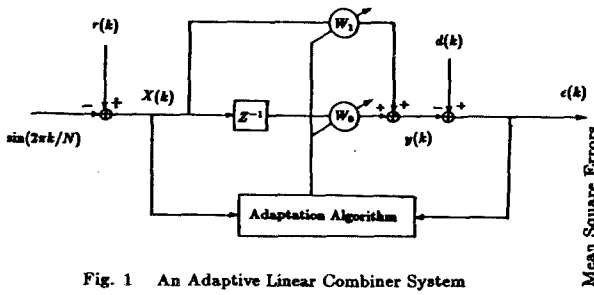 r(k)
W₁
d(k)
− +
X(k)
ϵ(k)
Z⁻¹
W₀
+ +
− +
sin(2πk/N)
y(k)
Adaptation Algorithm
Mean Square Errors
Fig. 1 An Adaptive Linear Combiner System